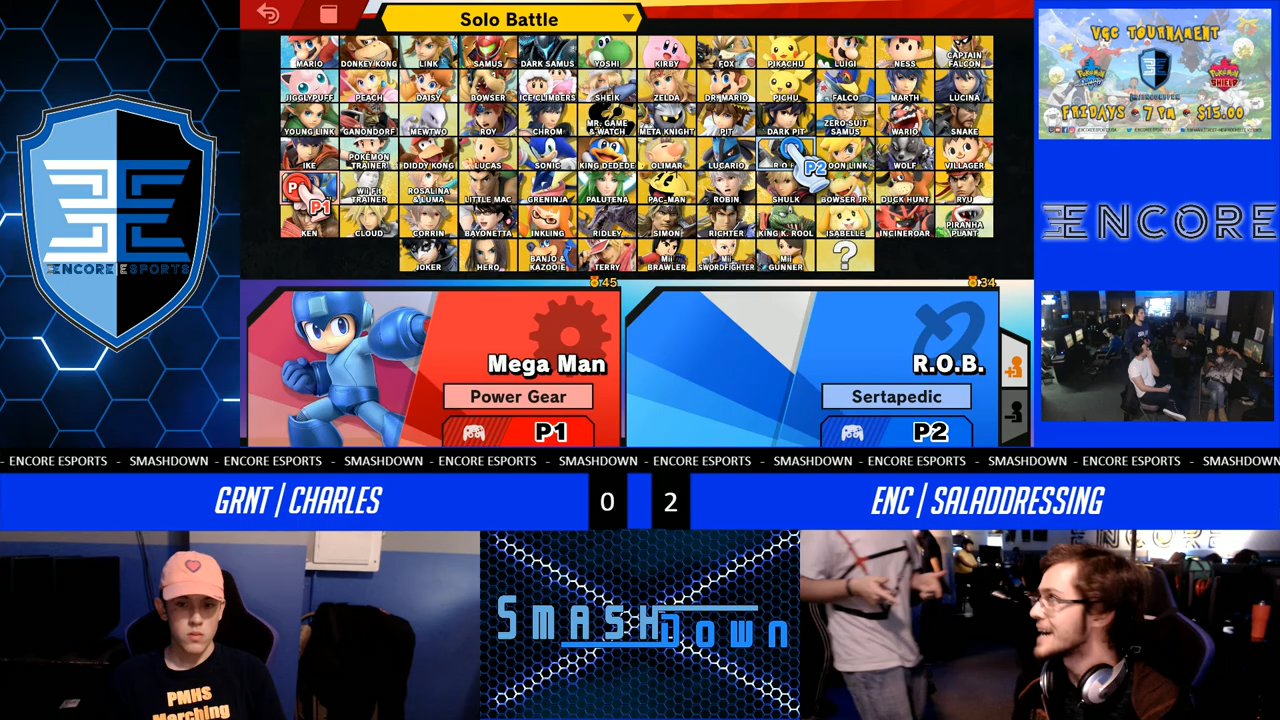 Solo Battle
MARIO DONKEY KONG LINK SAMUS DARK SAMUS YOSHI KIRBY FOX PIKACHU LUIGI NESS CAPTAIN FALCON
JIGGLYPUFF PEACH DAISY BOWSER ICE CLIMBERS SHEIK ZELDA DR. MARIO PICHU FALCO MARTH LUCINA
YOUNG LINK GANONDORF MEWTWO ROY CHROM MR. GAME & WATCH META KNIGHT PIT DARK PIT ZERO SUIT SAMUS WARIO SNAKE
IKE POKÉMON TRAINER DIDDY KONG LUCAS SONIC KING DEDEDE OLIMAR LUCARIO R.O.B. TOON LINK WOLF VILLAGER
Wii Fit TRAINER ROSALINA & LUMA LITTLE MAC GRENINJA PALUTENA PAC-MAN ROBIN SHULK BOWSER JR. DUCK HUNT RYU
KEN CLOUD CORRIN BAYONETTA INKLING RIDLEY SIMON RICHTER KING K. ROOL ISABELLE INCINEROAR PIRANHA PLANT
JOKER HERO BANJO & KAZOOIE TERRY Mii BRAWLER Mii SWORDFIGHTER Mii GUNNER ?
P1
P2
45
34
Mega Man
Power Gear
P1
R.O.B.
Sertapedic
P2
ENCORE ESPORTS
VGC TOURNAMENT
POKÉMON SHIELD
FRIDAYS - 7 PM - $15.00
ENCORE
- ENCORE ESPORTS - SMASHDOWN - ENCORE ESPORTS - SMASHDOWN - ENCORE ESPORTS - SMASHDOWN - ENCORE ESPORTS - SMASHDOWN - ENCORE ESPORTS - SMASHDOWN - ENCORE ESPORTS - SMASHDOWN
GRNT | CHARLES 0 2 ENC | SALADDRESSING
SMASHDOWN
PMHS
Marching